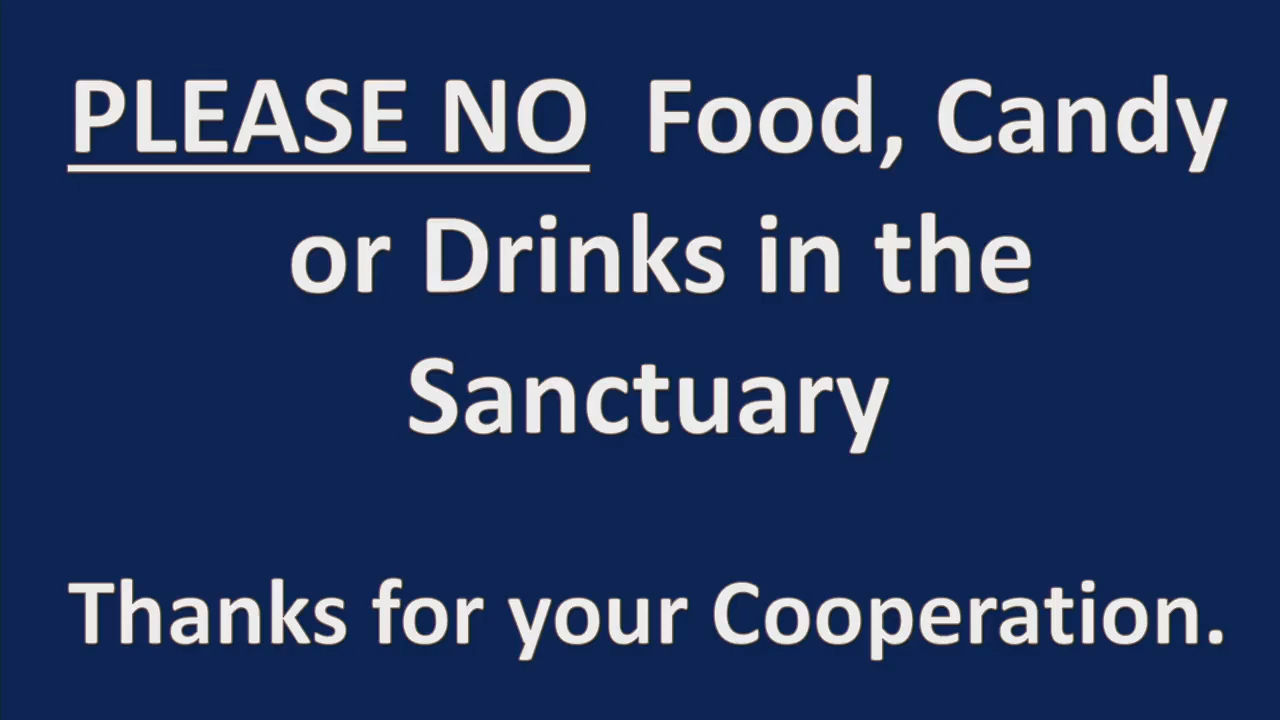 PLEASE NO  Food, Candy
or Drinks in the
Sanctuary
Thanks for your Cooperation.